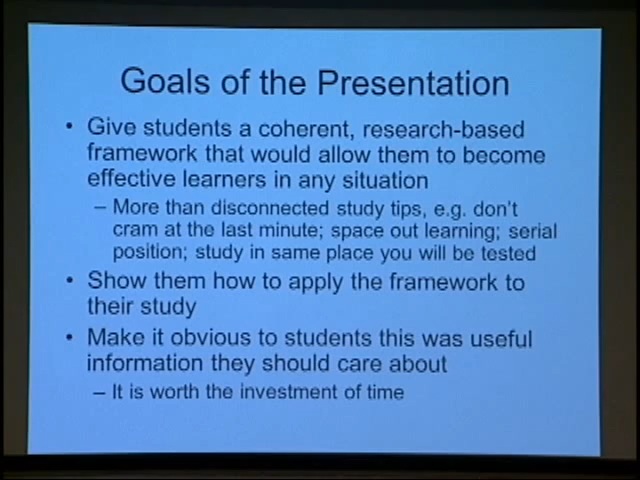 Goals of the Presentation
• Give students a coherent, research-based
framework that would allow them to become
effective learners in any situation
– More than disconnected study tips, e.g. don't
cram at the last minute; space out learning; serial
position; study in same place you will be tested
• Show them how to apply the framework to
their study
• Make it obvious to students this was useful
information they should care about
– It is worth the investment of time